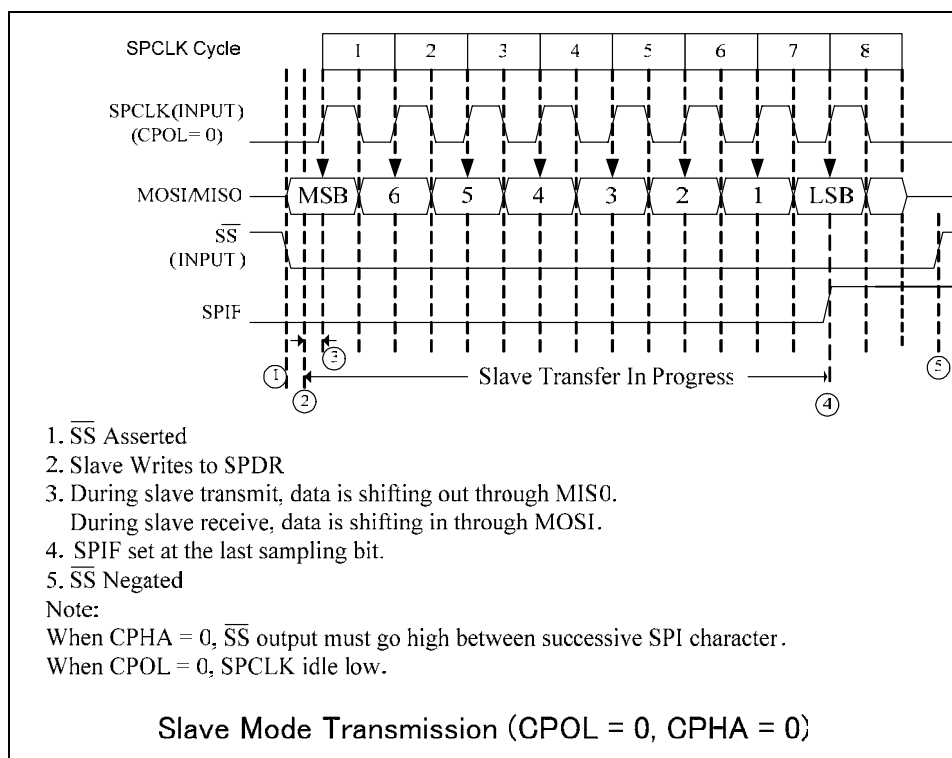 SPCLK Cycle 1 2 3 4 5 6 7 8
SPCLK(INPUT)
(CPOL= 0)
MOSI/MISO MSB 6 5 4 3 2 1 LSB
SS
(INPUT)
SPIF
① ② ③ Slave Transfer In Progress ④ ⑤
1. SS Asserted
2. Slave Writes to SPDR
3. During slave transmit, data is shifting out through MIS0.
During slave receive, data is shifting in through MOSI.
4. SPIF set at the last sampling bit.
5. SS Negated
Note:
When CPHA = 0, SS output must go high between successive SPI character.
When CPOL = 0, SPCLK idle low.
Slave Mode Transmission (CPOL = 0, CPHA = 0)